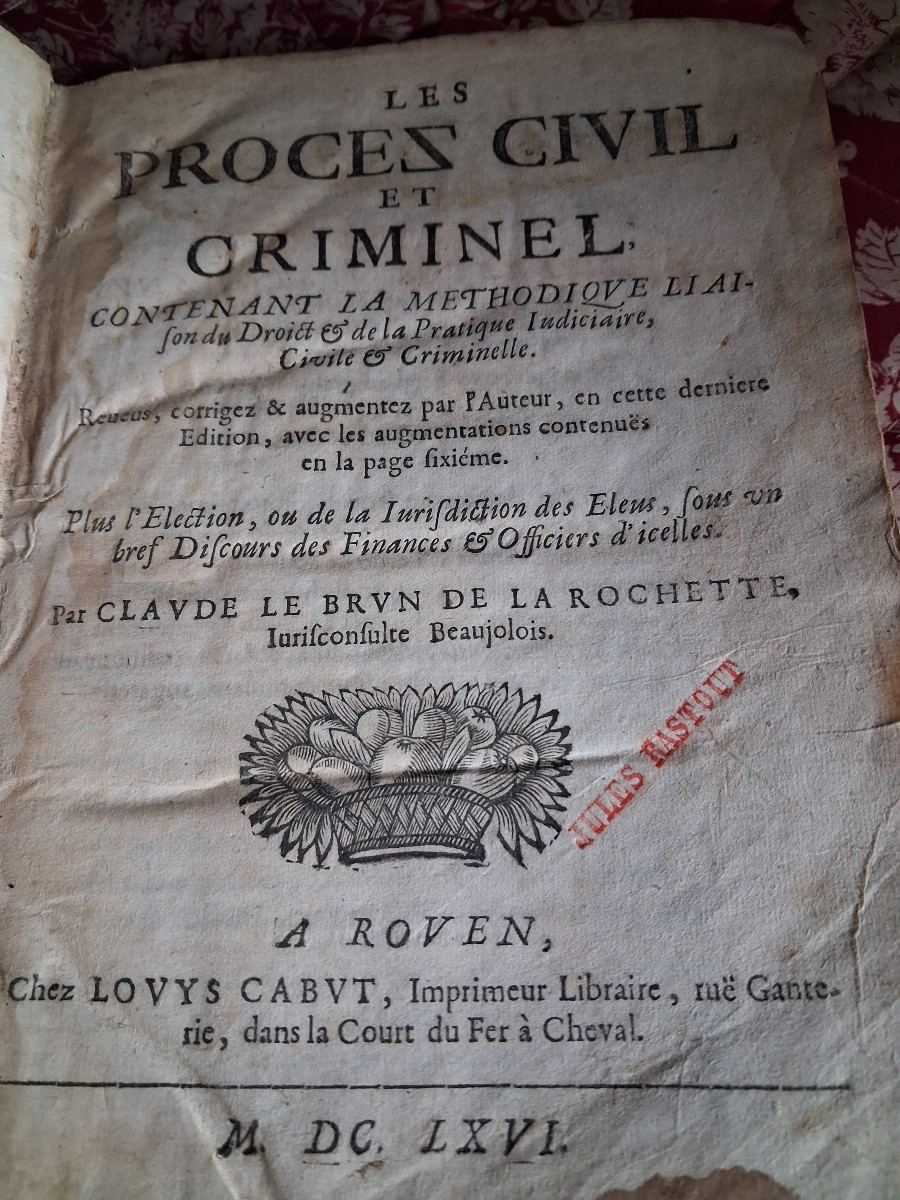 LES
PROCEZ CIVIL
ET
CRIMINEL,
CONTENANT LA METHODIQVE LIAI-
ſon du Droict & de la Pratique Iudiciaire,
Civile & Criminelle.
Reueus, corrigez & augmentez par l'Auteur, en cette derniere
Edition, avec les augmentations contenuës
en la page ſixiéme.
Plus l'Election, ou de la Iuriſdiction des Eleus, ſous vn
bref Diſcours des Finances & Officiers d'icelles.
Par CLAVDE LE BRVN DE LA ROCHETTE,
Iuriſconſulte Beaujolois.
JULES PASTOUT
A ROVEN,
Chez LOVYS CABVT, Imprimeur Libraire, ruë Gante-
rie, dans la Court du Fer à Cheval.
M. DC. LXVI.